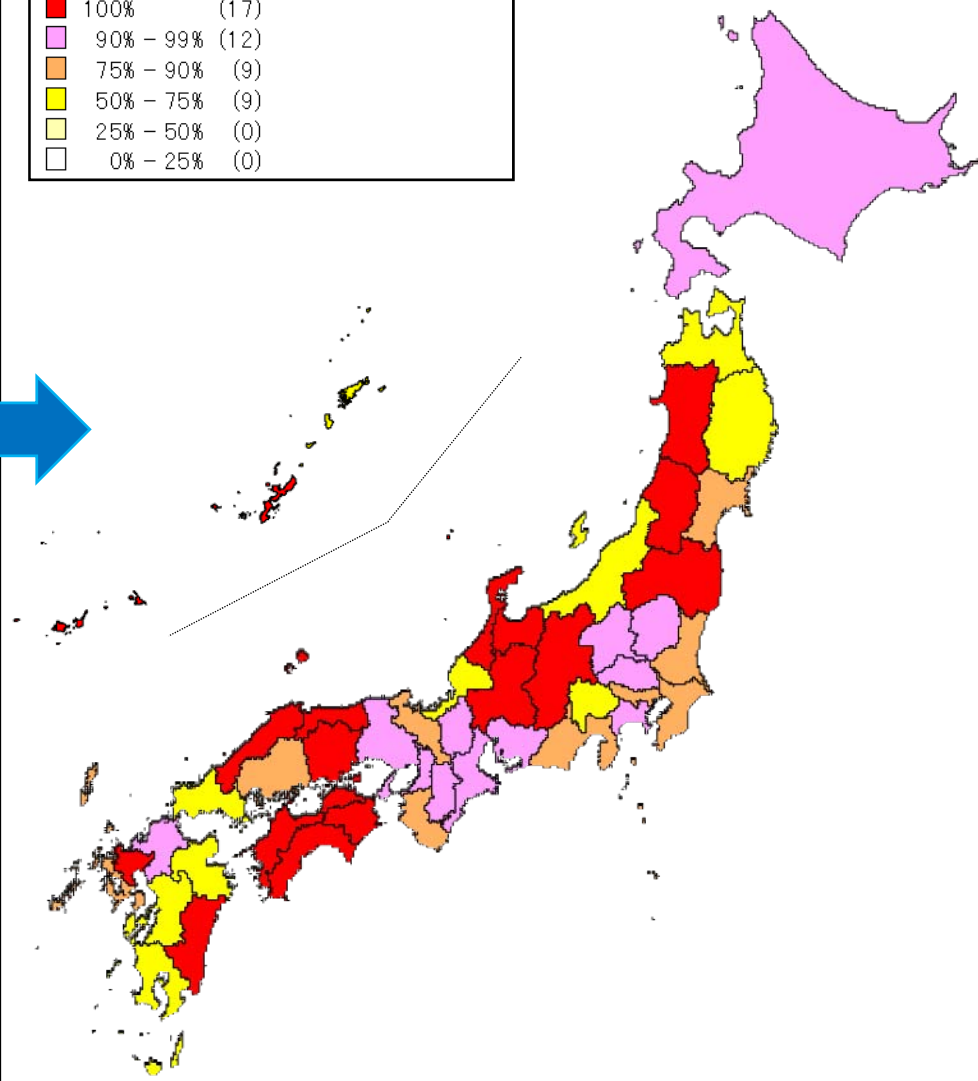 100% (17)
90% - 99% (12)
75% - 90% (9)
50% - 75% (9)
25% - 50% (0)
0% - 25% (0)